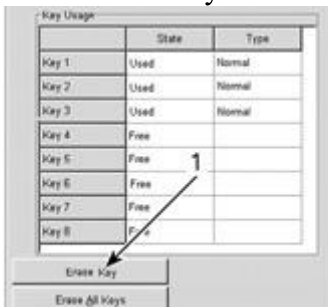 Key Usage
State Type
Key 1 Used Normal
Key 2 Used Normal
Key 3 Used Normal
Key 4 Free
Key 5 Free
1
Key 6 Free
Key 7 Free
Key 8
Erase Key
Erase All Keys